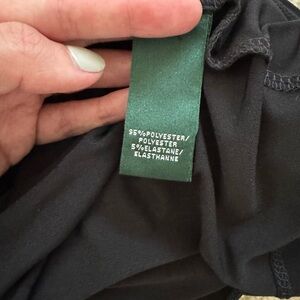 95%POLYESTER/
POLYESTER
5%ELASTANE/
ELASTHANNE